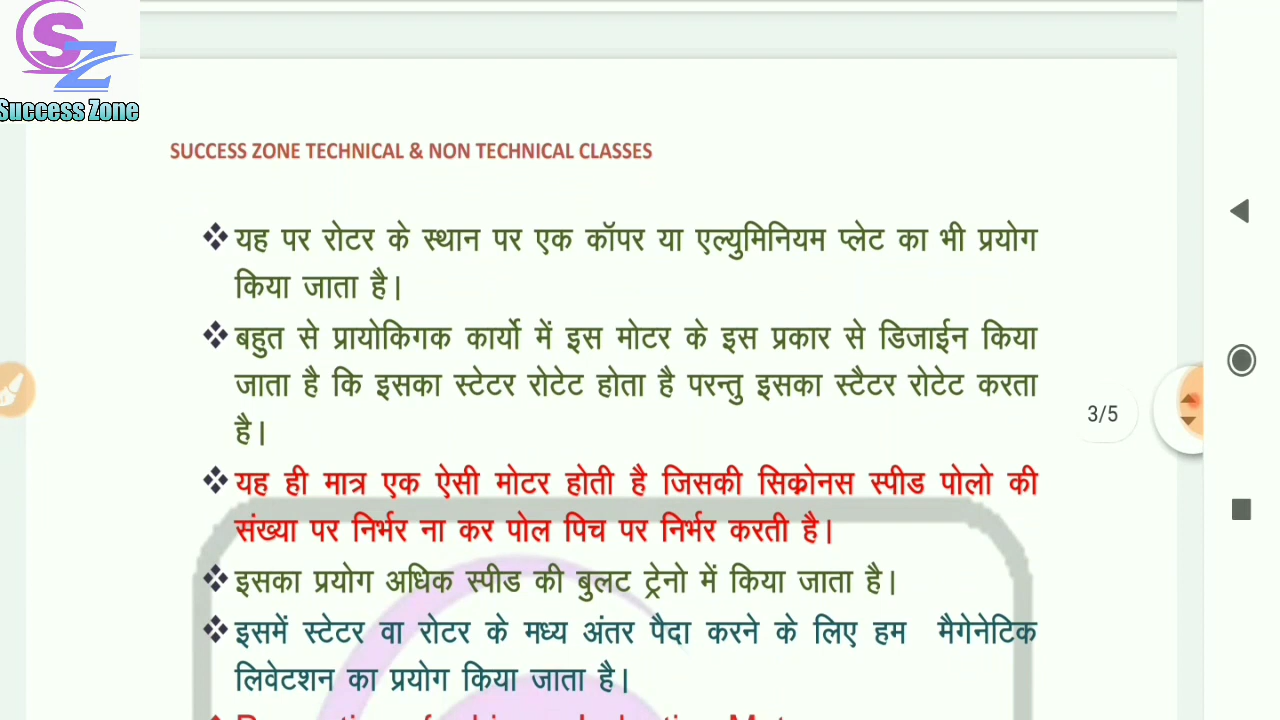 SZ
Success Zone
SUCCESS ZONE TECHNICAL & NON TECHNICAL CLASSES
❖ यह पर रोटर के स्थान पर एक कॉपर या एल्युमिनियम प्लेट का भी प्रयोग
किया जाता है।
❖ बहुत से प्रायोकिगक कार्यो में इस मोटर के इस प्रकार से डिजाईन किया
जाता है कि इसका स्टेटर रोटेट होता है परन्तु इसका स्टैटर रोटेट करता
है।
3/5
❖ यह ही मात्र एक ऐसी मोटर होती है जिसकी सिक्रोनस स्पीड पोलो की
संख्या पर निर्भर ना कर पोल पिच पर निर्भर करती है।
❖ इसका प्रयोग अधिक स्पीड की बुलट ट्रेनो में किया जाता है।
❖ इसमें स्टेटर वा रोटर के मध्य अंतर पैदा करने के लिए हम मैगेनेटिक
लिवेटशन का प्रयोग किया जाता है।